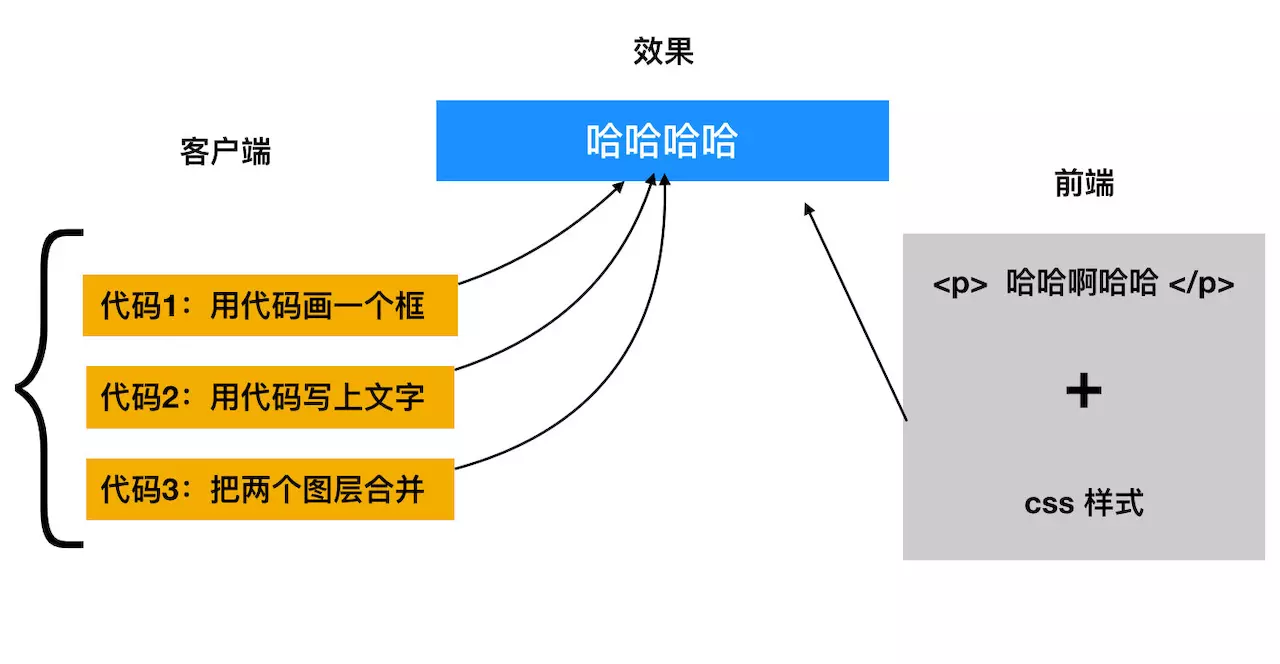 效果
哈哈哈哈
客户端
代码1：用代码画一个框
代码2：用代码写上文字
代码3：把两个图层合并
前端
<p> 哈哈啊哈哈 </p>
+
css 样式